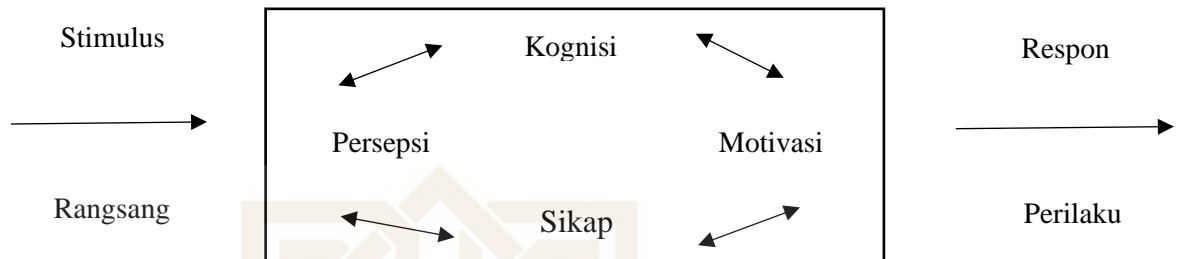 Stimulus
Kognisi
Respon
Persepsi
Motivasi
Rangsang
Sikap
Perilaku